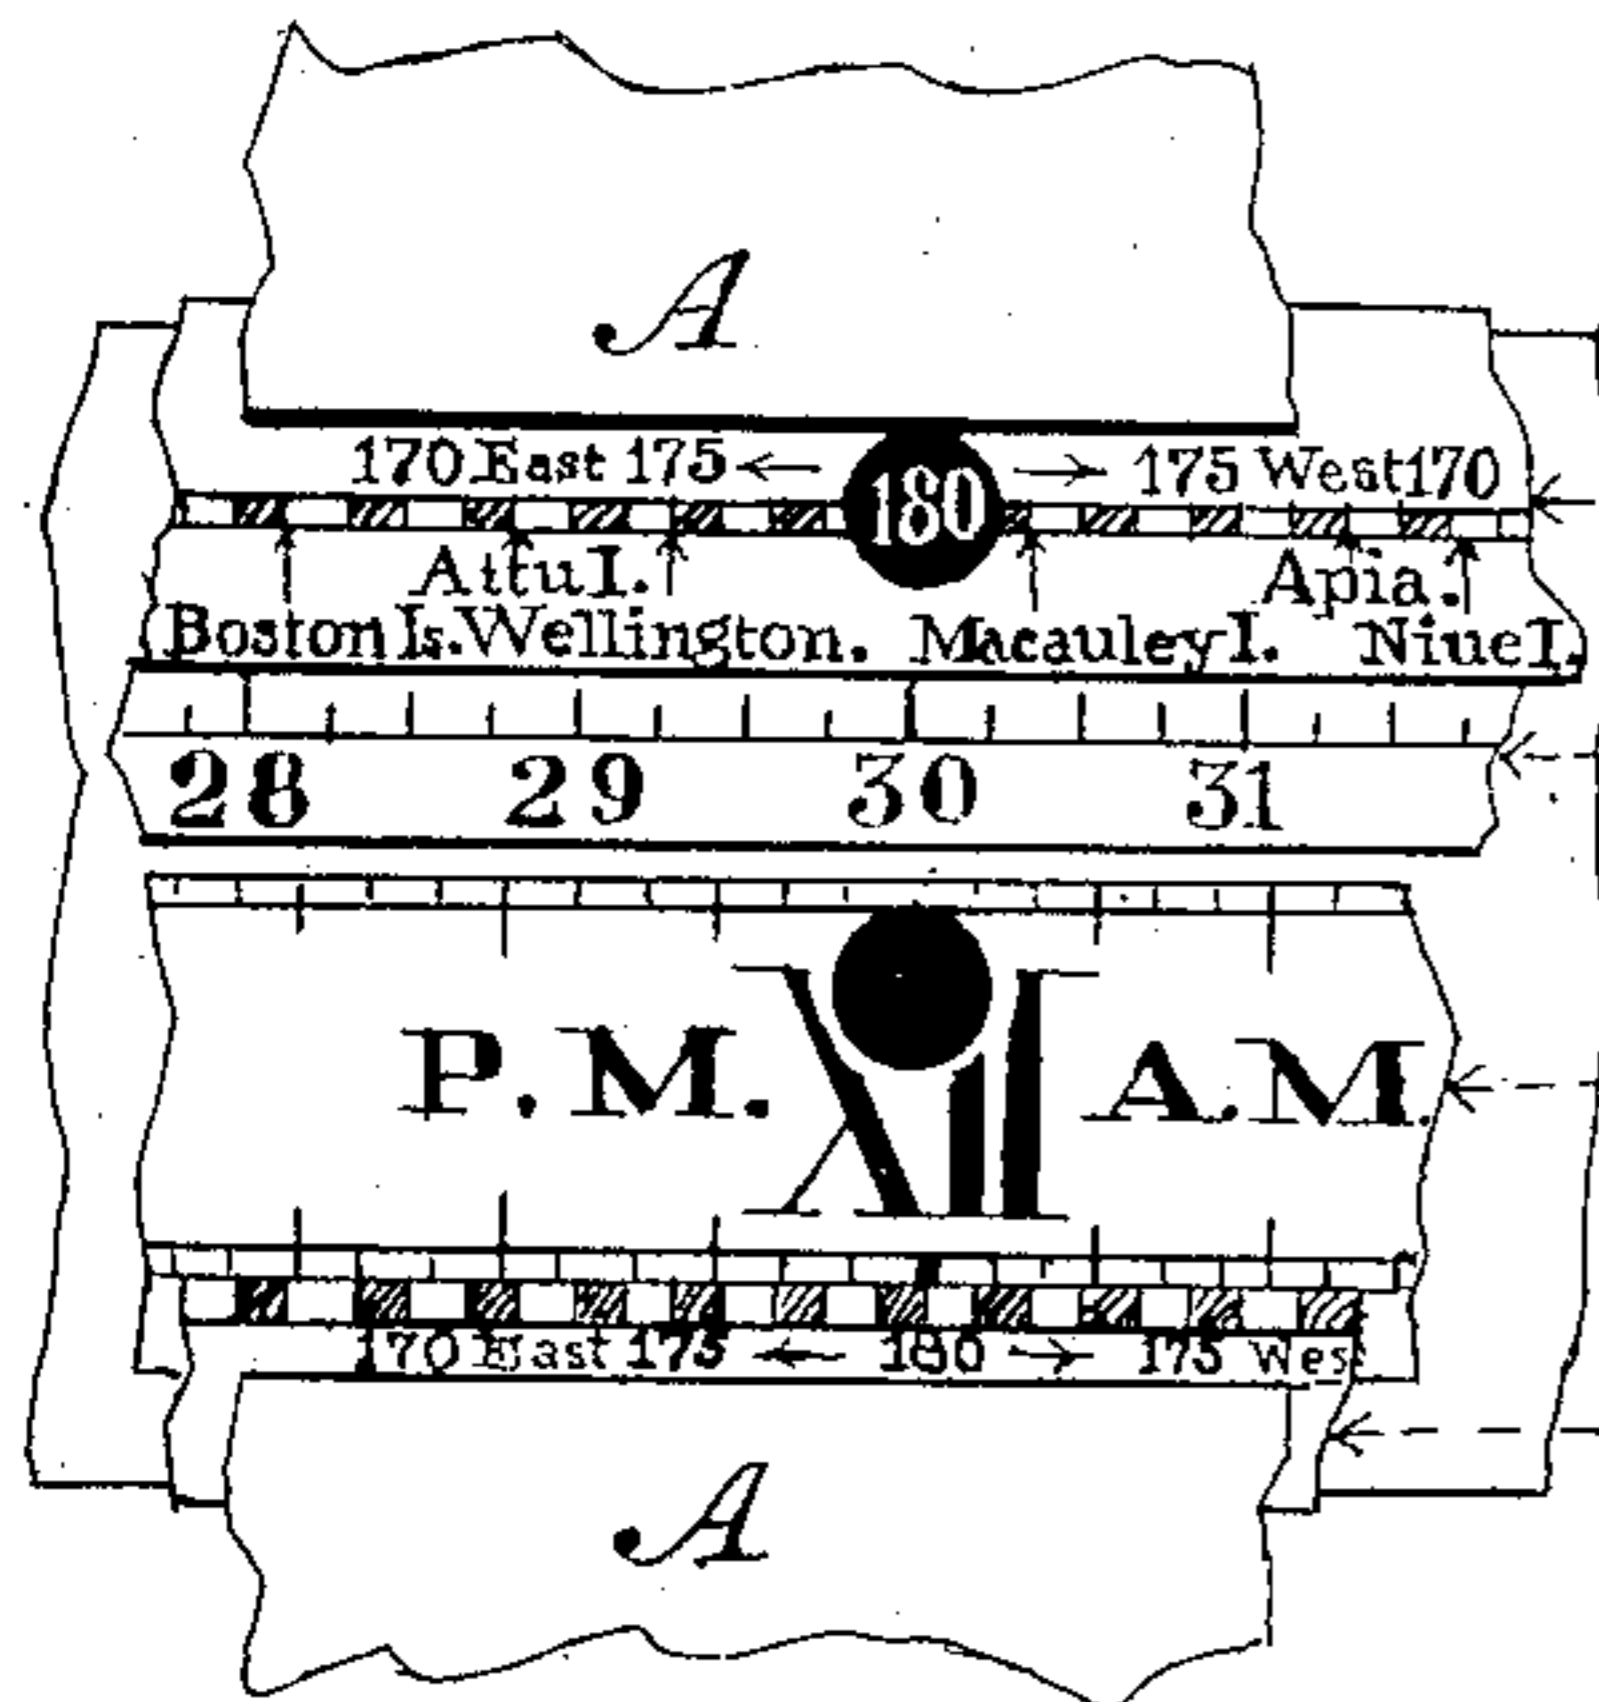 A
170 East 175 ← 180 → 175 West 170
Attu I. Apia.
Boston Is. Wellington. Macauley I. Niue I.
28 29 30 31
P.M. XII A.M.
170 East 175 ← 180 → 175 Wes
A